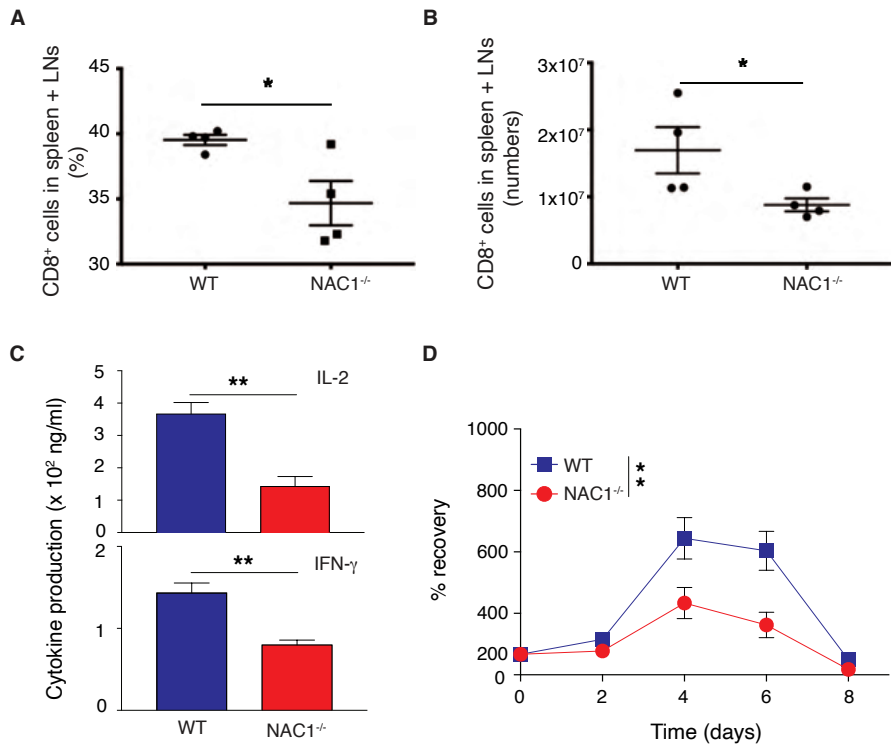 A
CD8⁺ cells in spleen + LNs
(%)
45
40
35
30
*
WT
NAC1⁻/⁻
B
CD8⁺ cells in spleen + LNs
(numbers)
3x10⁷
2x10⁷
1x10⁷
0
*
WT
NAC1⁻/⁻
C
Cytokine production (x 10² ng/ml)
5
4
3
2
1
0
**
IL-2
2
1
0
**
IFN-γ
WT
NAC1⁻/⁻
D
% recovery
1000
800
600
400
200
0
WT
NAC1⁻/⁻
**
0 2 4 6 8
Time (days)